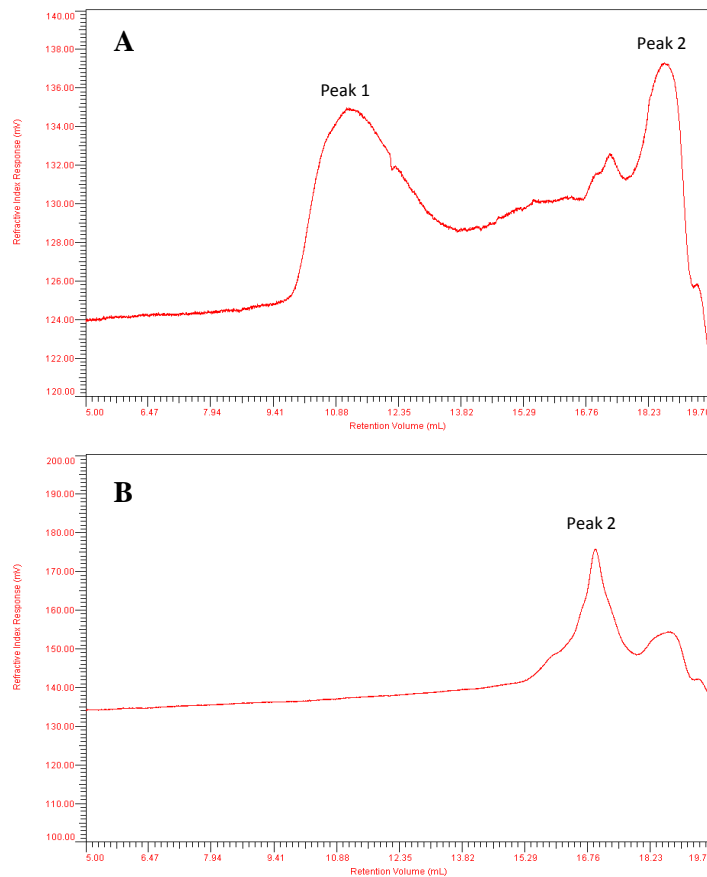 A
Peak 1
Peak 2
Refractive Index Response (mV)
140.00
138.00
136.00
134.00
132.00
130.00
128.00
126.00
124.00
122.00
120.00
5.00 6.47 7.94 9.41 10.88 12.35 13.82 15.29 16.76 18.23 19.70
Retention Volume (mL)
B
Peak 2
Refractive Index Response (mV)
200.00
190.00
180.00
170.00
160.00
150.00
140.00
130.00
120.00
110.00
100.00
5.00 6.47 7.94 9.41 10.88 12.35 13.82 15.29 16.76 18.23 19.7
Retention Volume (mL)